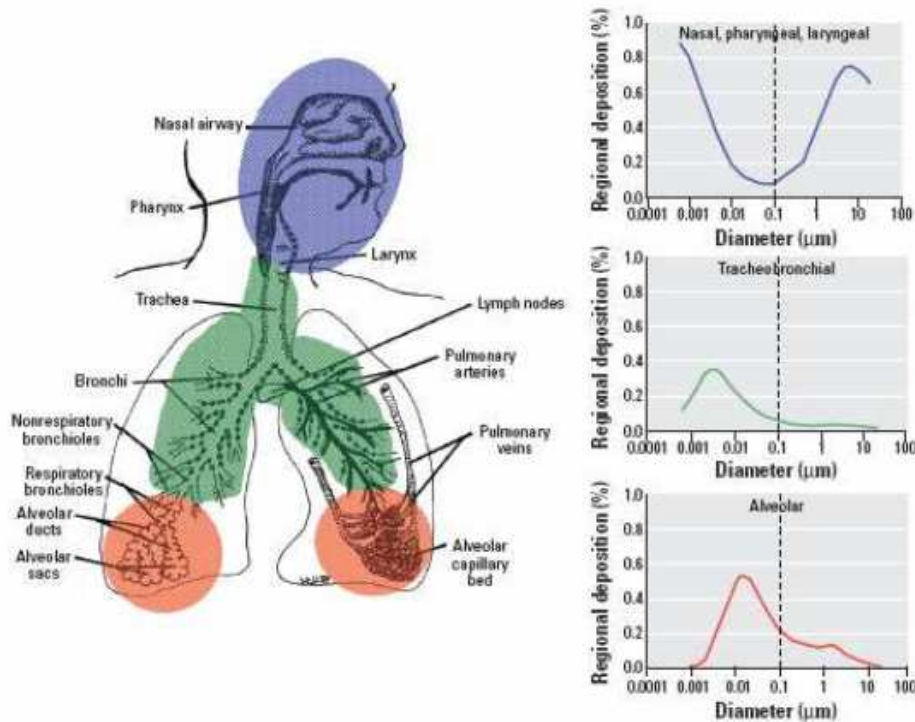 Nasal airway
Pharynx
Larynx
Trachea
Lymph nodes
Bronchi
Pulmonary
arteries
Nonrespiratory
bronchioles
Pulmonary
veins
Respiratory
bronchioles
Alveolar
ducts
Alveolar
sacs
Alveolar
capillary
bed
Nasal, pharyngeal, laryngeal
Regional deposition (%)
1.0
0.8
0.6
0.4
0.2
0.0
0.0001 0.001 0.01 0.1 1 10 100
Diameter (µm)
Tracheobronchial
Regional deposition (%)
1.0
0.8
0.6
0.4
0.2
0.0
0.0001 0.001 0.01 0.1 1 10 100
Diameter (µm)
Alveolar
Regional deposition (%)
1.0
0.8
0.6
0.4
0.2
0.0
0.0001 0.001 0.01 0.1 1 10 100
Diameter (µm)